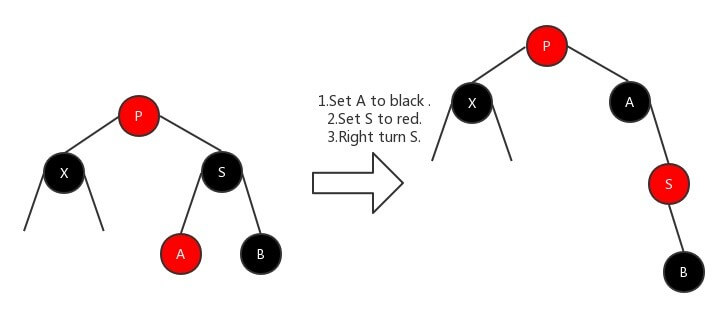 P
X
S
A
B
1.Set A to black .
2.Set S to red.
3.Right turn S.
P
X
A
S
B